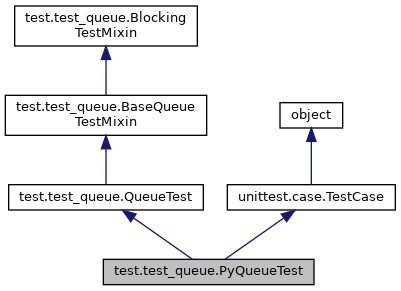 test.test_queue.Blocking
TestMixin
test.test_queue.BaseQueue
TestMixin
object
test.test_queue.QueueTest
unittest.case.TestCase
test.test_queue.PyQueueTest